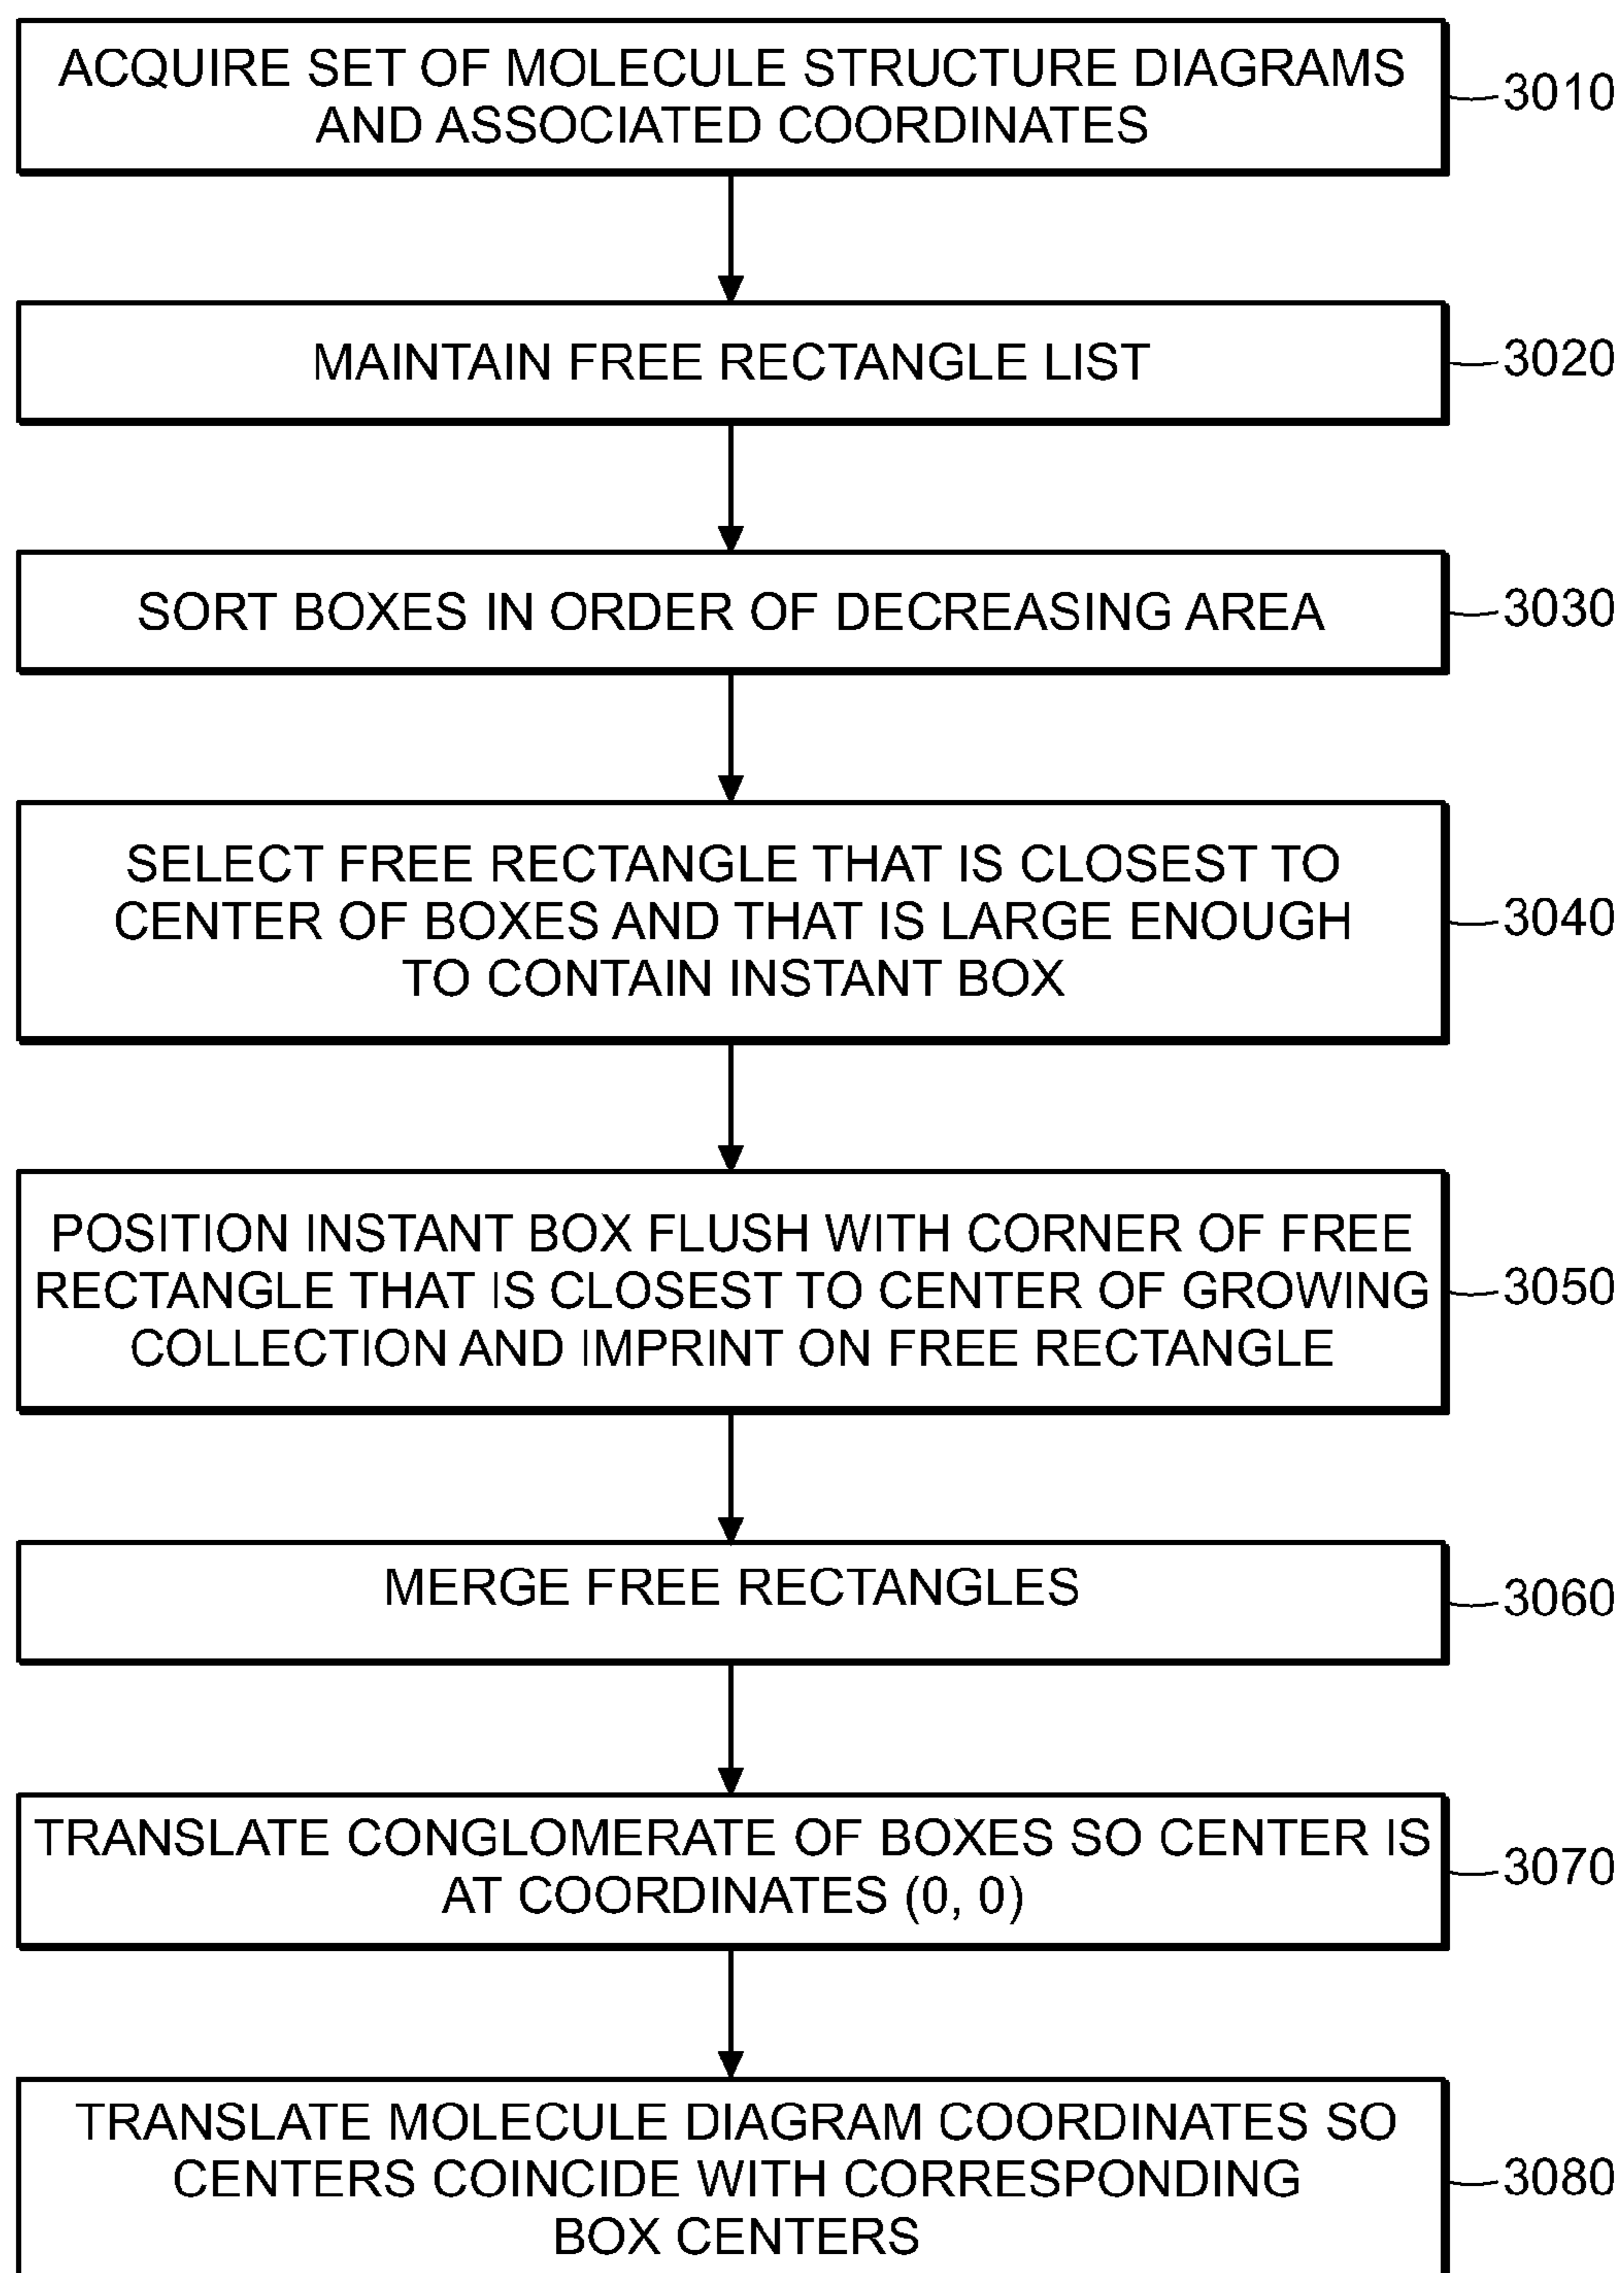 ACQUIRE SET OF MOLECULE STRUCTURE DIAGRAMS
AND ASSOCIATED COORDINATES
3010
MAINTAIN FREE RECTANGLE LIST
3020
SORT BOXES IN ORDER OF DECREASING AREA
3030
SELECT FREE RECTANGLE THAT IS CLOSEST TO
CENTER OF BOXES AND THAT IS LARGE ENOUGH
TO CONTAIN INSTANT BOX
3040
POSITION INSTANT BOX FLUSH WITH CORNER OF FREE
RECTANGLE THAT IS CLOSEST TO CENTER OF GROWING
COLLECTION AND IMPRINT ON FREE RECTANGLE
3050
MERGE FREE RECTANGLES
3060
TRANSLATE CONGLOMERATE OF BOXES SO CENTER IS
AT COORDINATES (0, 0)
3070
TRANSLATE MOLECULE DIAGRAM COORDINATES SO
CENTERS COINCIDE WITH CORRESPONDING
BOX CENTERS
3080